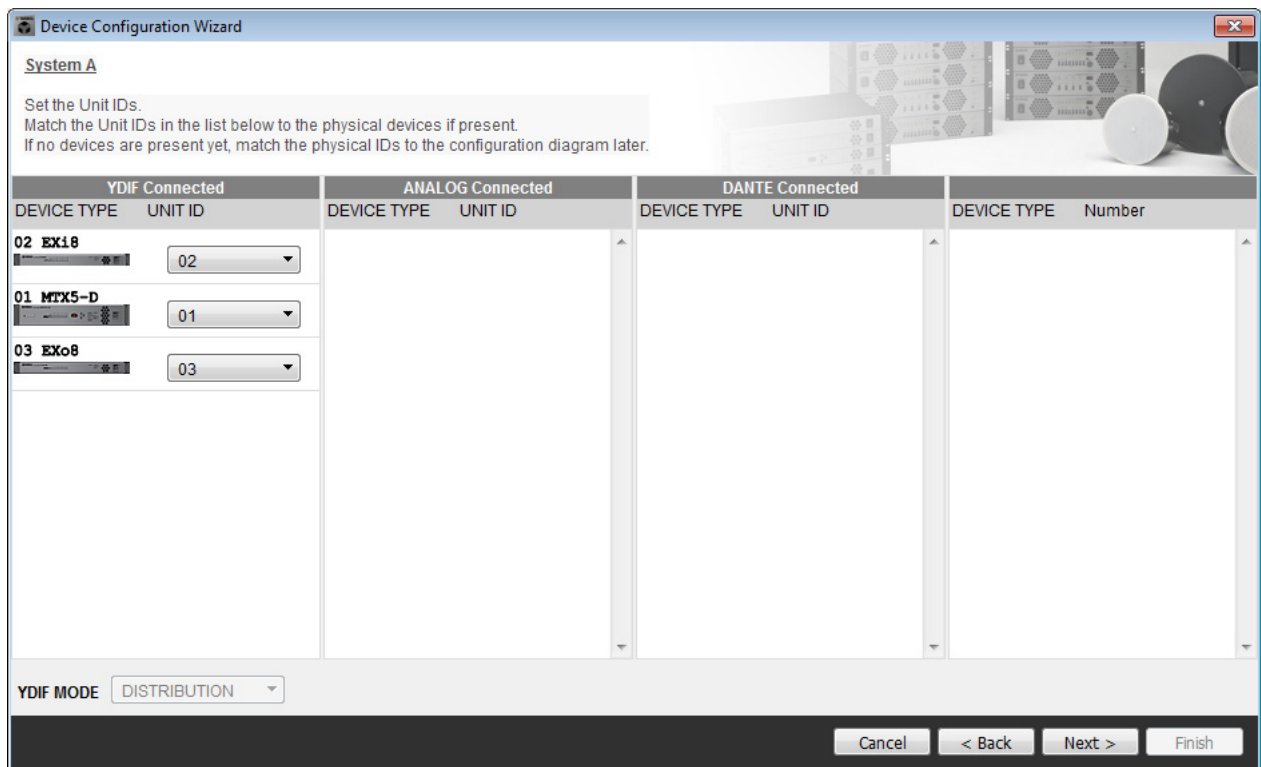 Device Configuration Wizard
System A
Set the Unit IDs.
Match the Unit IDs in the list below to the physical devices if present.
If no devices are present yet, match the physical IDs to the configuration diagram later.
YDIF Connected ANALOG Connected DANTE Connected
DEVICE TYPE UNIT ID DEVICE TYPE UNIT ID DEVICE TYPE UNIT ID DEVICE TYPE Number
02 EXi8
02
01 MTX5-D
01
03 EXo8
03
YDIF MODE DISTRIBUTION
Cancel < Back Next > Finish